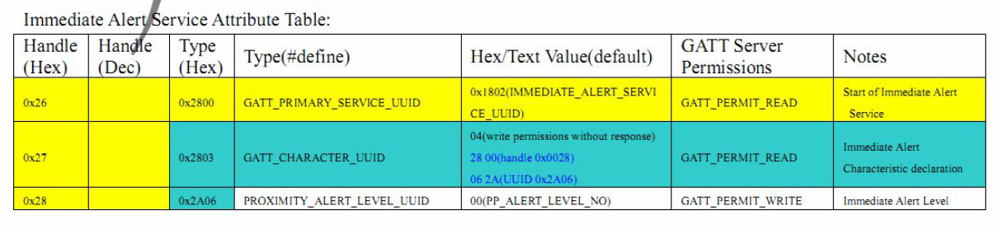 Immediate Alert Service Attribute Table:
Handle (Hex) Handle (Dec) Type (Hex) Type(#define) Hex/Text Value(default) GATT Server Permissions Notes
0x26 0x2800 GATT_PRIMARY_SERVICE_UUID 0x1802(IMMEDIATE_ALERT_SERVI
CE_UUID) GATT_PERMIT_READ Start of Immediate Alert
Service
0x27 0x2803 GATT_CHARACTER_UUID 04(write permissions without response)
28 00(handle 0x0028)
06 2A(UUID 0x2A06) GATT_PERMIT_READ Immediate Alert
Characteristic declaration
0x28 0x2A06 PROXIMITY_ALERT_LEVEL_UUID 00(PP_ALERT_LEVEL_NO) GATT_PERMIT_WRITE Immediate Alert Level